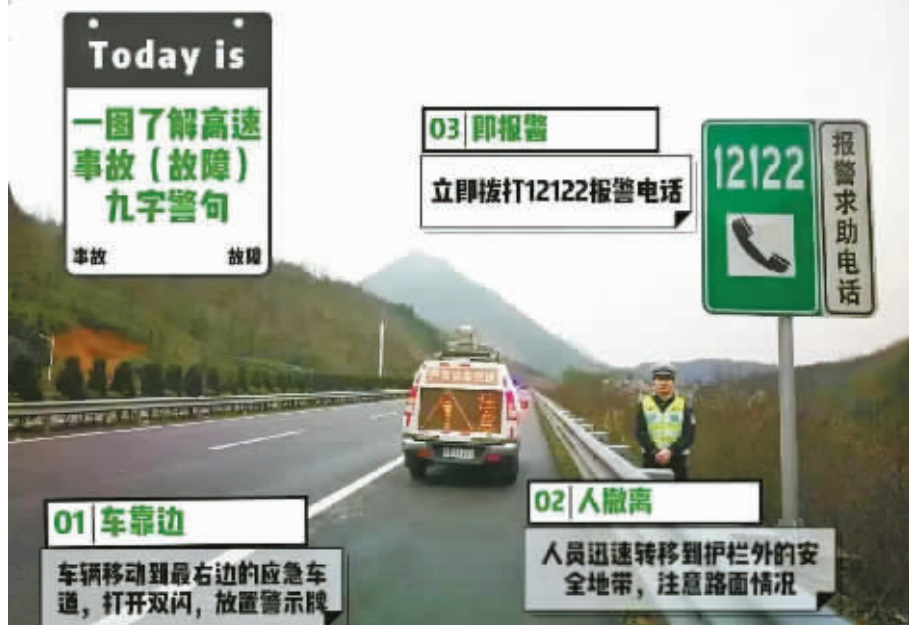 Today is
一图了解高速
事故（故障）
九字警句
事故 故障
03 即报警
立即拨打12122报警电话
12122
报警求助电话
01 车靠边
车辆移动到最右边的应急车
道，打开双闪，放置警示牌
02 人撤离
人员迅速转移到护栏外的安
全地带，注意路面情况